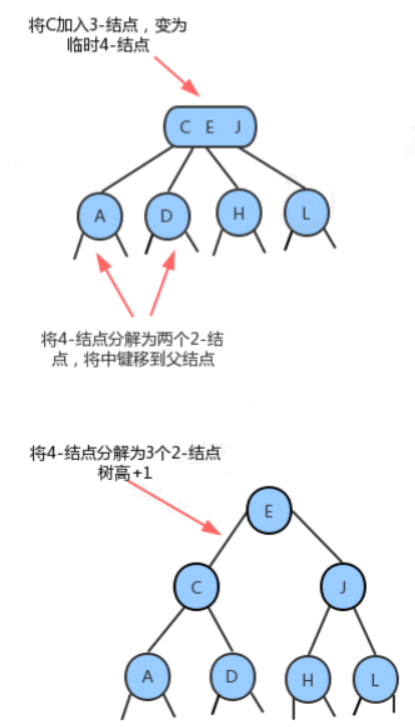 将C加入3-结点，变为
临时4-结点
C E J
A D H L
将4-结点分解为两个2-结
点，将中键移到父结点
将4-结点分解为3个2-结点
树高+1
E
C J
A D H L